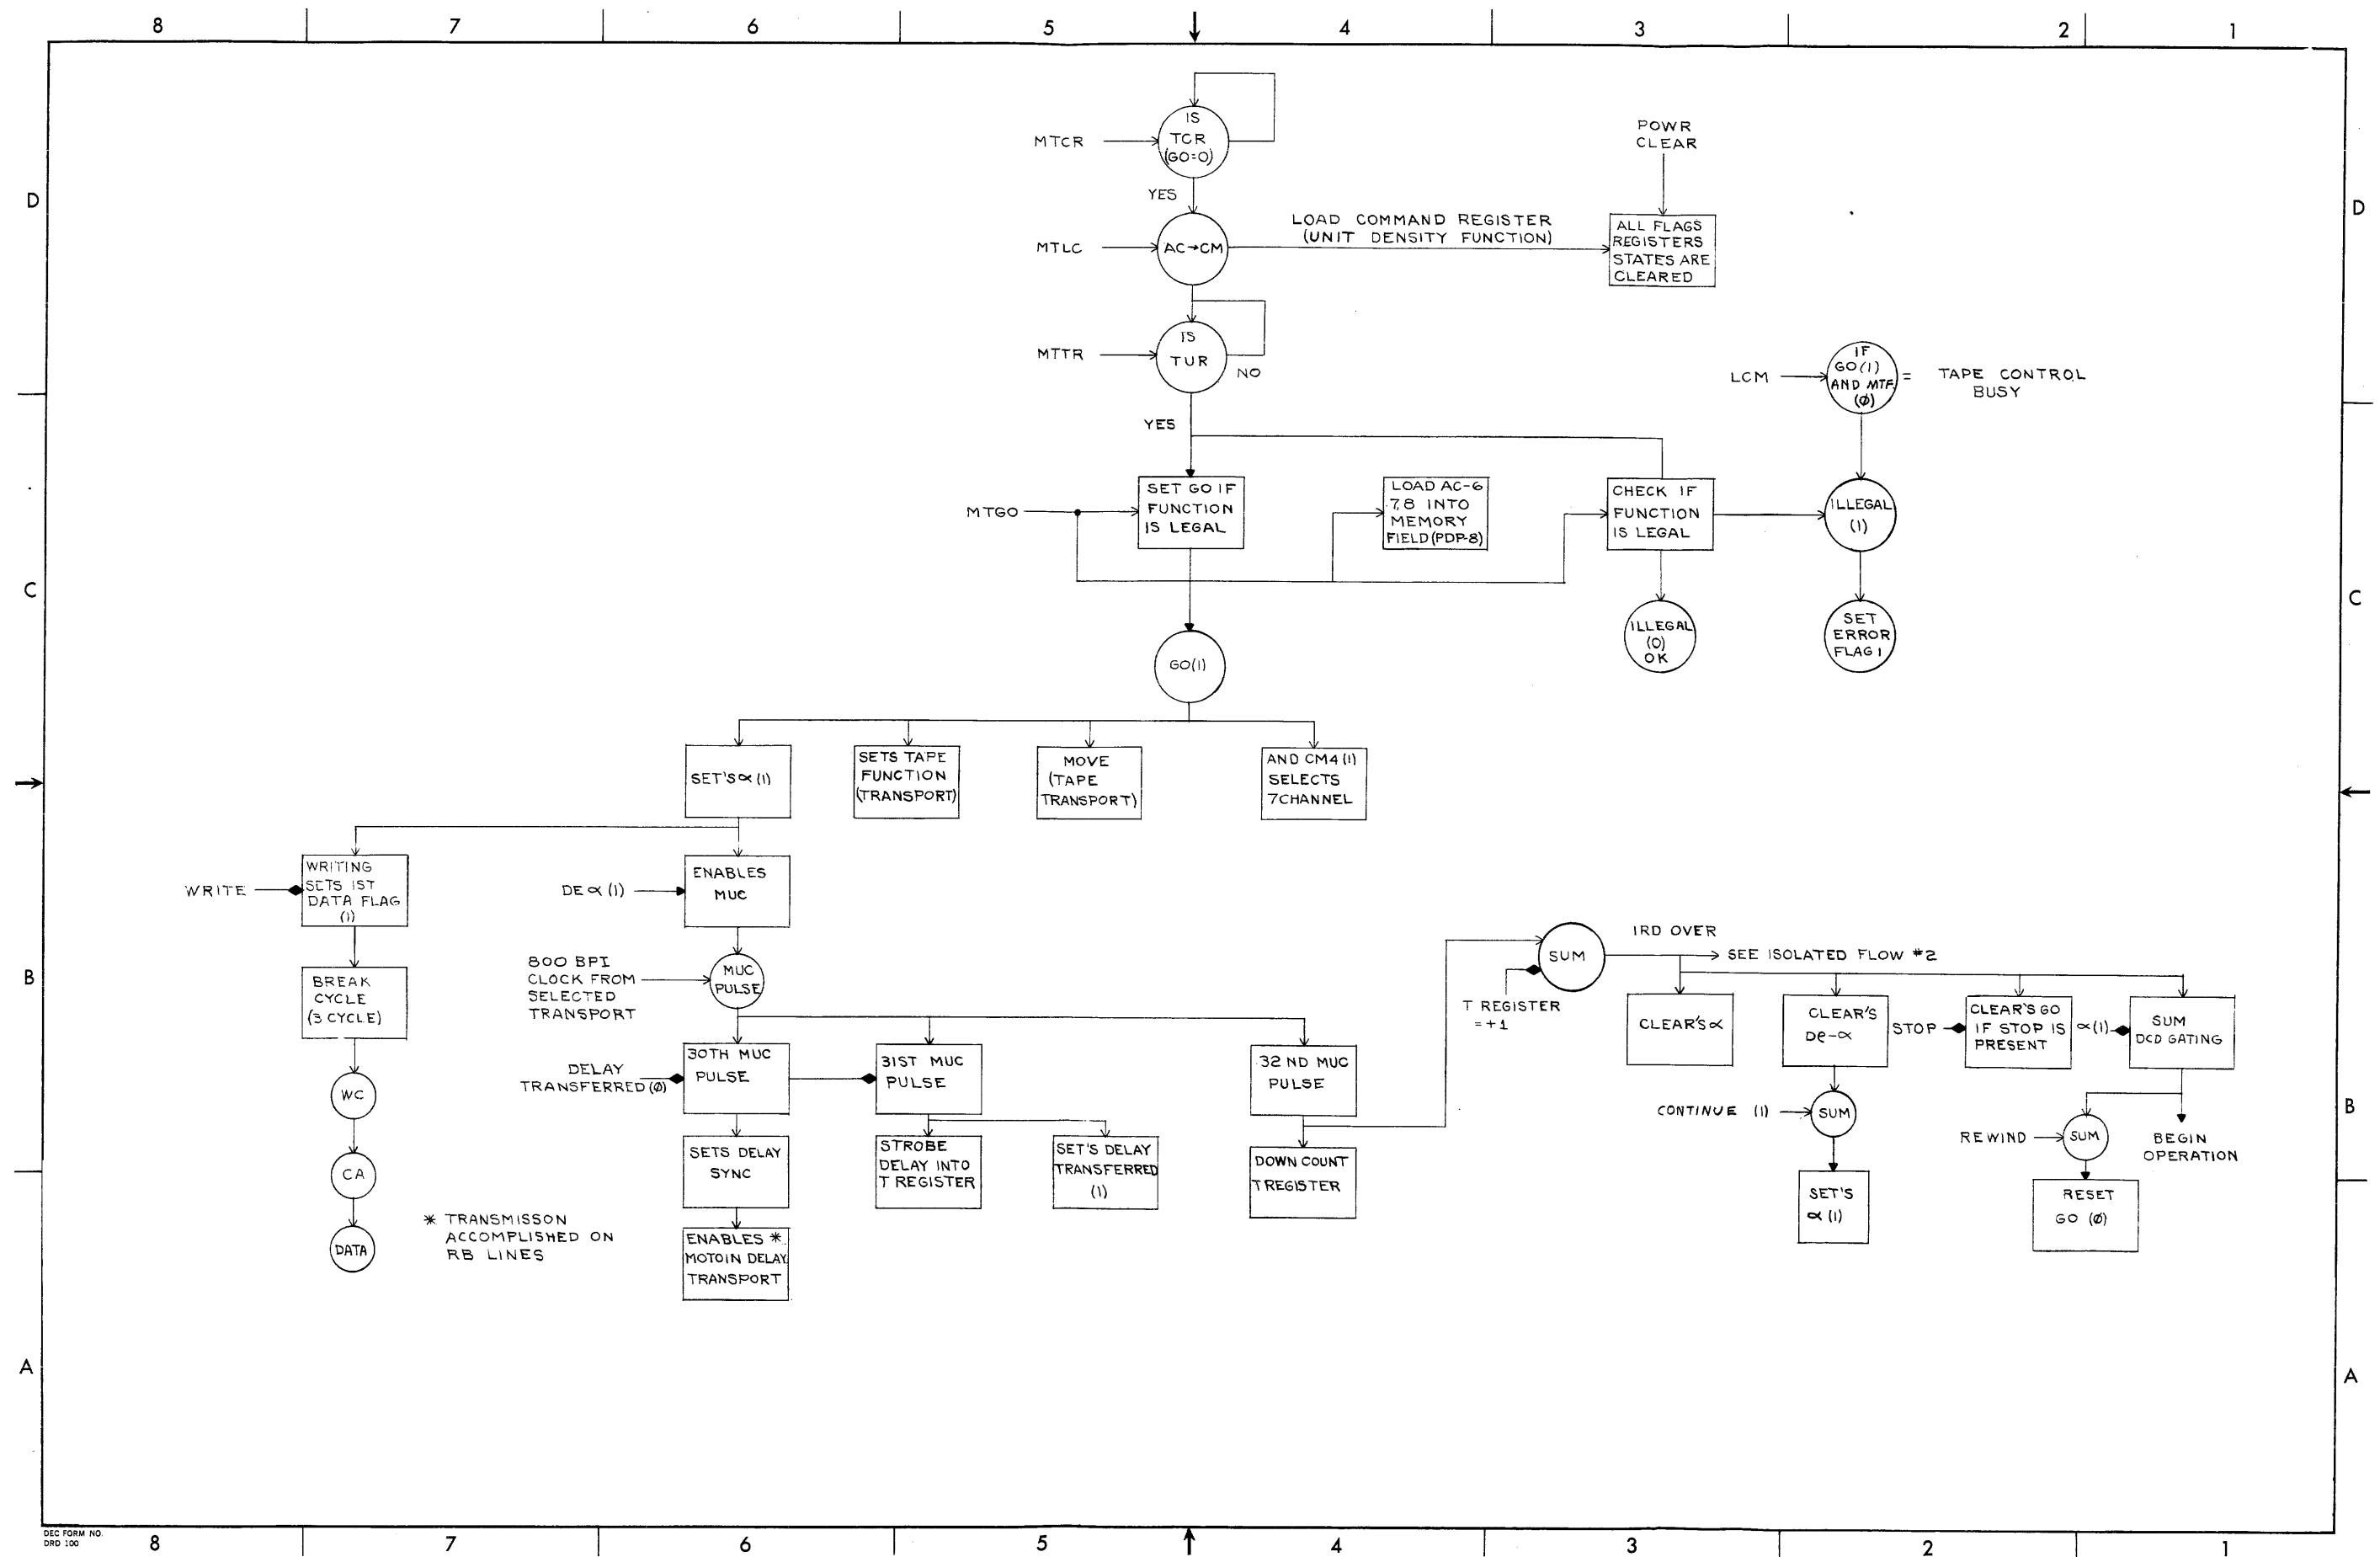 8 7 6 5 4 3 2 1
IS
TCR
(GO=0)
MTCR
YES
POWR
CLEAR
D
D
MTLC
AC→CM
LOAD COMMAND REGISTER
(UNIT DENSITY FUNCTION)
ALL FLAGS
REGISTERS
STATES ARE
CLEARED
MTTR
IS
TUR
NO
YES
LCM
IF
GO(1)
AND MTF
(Ø)
=
TAPE CONTROL
BUSY
MTGO
SET GO IF
FUNCTION
IS LEGAL
LOAD AC-6
7,8 INTO
MEMORY
FIELD(PDP-8)
CHECK IF
FUNCTION
IS LEGAL
ILLEGAL
(1)
C
C
GO(1)
ILLEGAL
(0)
OK
SET
ERROR
FLAG 1
SET'S ∝ (1)
SETS TAPE
FUNCTION
(TRANSPORT)
MOVE
(TAPE
TRANSPORT)
AND CM4 (1)
SELECTS
7CHANNEL
WRITE
WRITING
SETS 1ST
DATA FLAG
(1)
DE ∝ (1)
ENABLES
MUC
B
BREAK
CYCLE
(3 CYCLE)
800 BPI
CLOCK FROM
SELECTED
TRANSPORT
MUC
PULSE
SUM
IRD OVER
SEE ISOLATED FLOW #2
T REGISTER
=+1
CLEAR'S ∝
CLEAR'S
De-∝
STOP
CLEAR'S GO
IF STOP IS
PRESENT
∝(1)
SUM
DCD GATING
WC
DELAY
TRANSFERRED (Ø)
30TH MUC
PULSE
31ST MUC
PULSE
32 ND MUC
PULSE
CONTINUE (1)
SUM
REWIND
SUM
BEGIN
OPERATION
B
CA
SETS DELAY
SYNC
STROBE
DELAY INTO
T REGISTER
SET'S DELAY
TRANSFERRED
(1)
DOWN COUNT
T REGISTER
SET'S
∝ (1)
RESET
GO (Ø)
DATA
* TRANSMISSON
ACCOMPLISHED ON
RB LINES
ENABLES *
MOTOIN DELAY
TRANSPORT
A
A
DEC FORM NO.
DRD 100
8 7 6 5 4 3 2 1